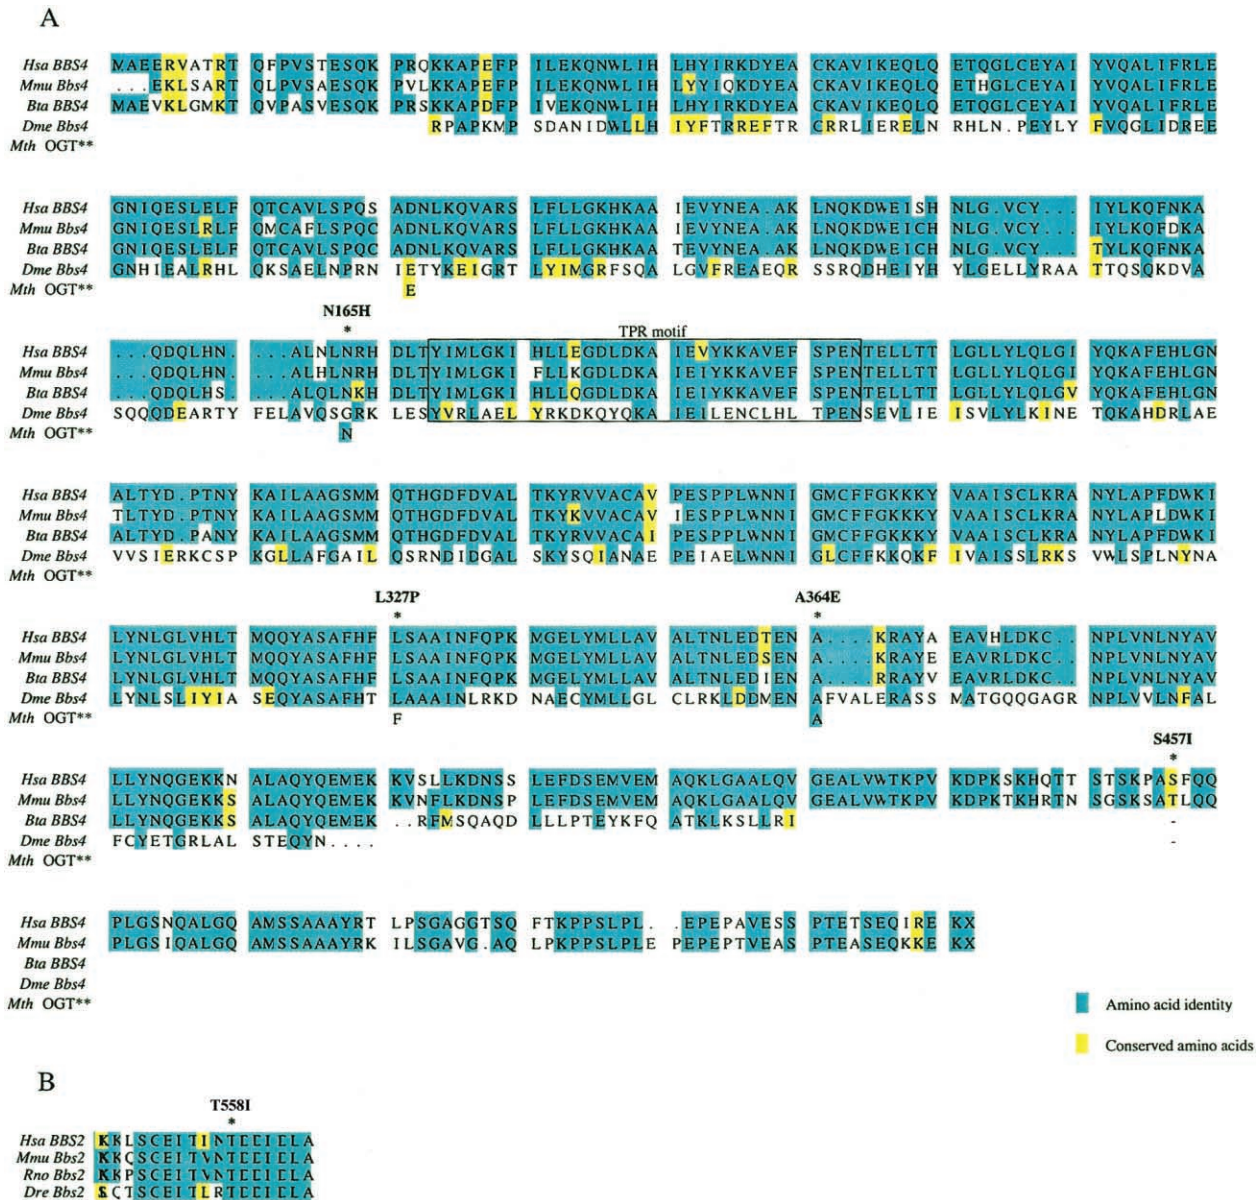 A
Hsa BBS4 MAEERVATRT QFPVSTESQK PRQKKAPEFP ILEKQNWLIH LHYIRKDYEA CKAVIKEQLQ ETQGLCEYAI YVQALIFRLE
Mmu Bbs4 ...EKLSART QLPVSAESQK PVLKKAPEFP ILEKQNWLIH LYYIQKDYEA CKAVIKEQLQ ETHGLCEYAI YVQALIFRLE
Bta BBS4 MAEVKLGMKT QVPASVESQK PRSKKAPDFP IVEKQNWLIH LHYIRKDYEA CKAVIKEQLQ ETQGLCEYAI YVQALIFRLE
Dme Bbs4 RPAPKMP SDANIDWLLH IYFTRREFTR CRRLIERELN RHLN.PEYLY FVQGLIDREE
Mth OGT**
Hsa BBS4 GNIQESLELF QTCAVLSPQS ADNLKQVARS LFLLGKHKAA IEVYNEA.AK LNQKDWEISH NLG.VCY... IYLKQFNKA
Mmu Bbs4 GNIQESLRLF QMCAFLSPQC ADNLKQVARS LFLLGKHKAA IEVYNEA.AK LNQKDWEICH NLG.VCY... IYLKQFDKA
Bta BBS4 GNIQESLELF QTCAVLSPQC ADNLKQVARS LFLLGKHKAA TEVYNEA.AK LNQKDWEICH NLG.VCY... TYLKQFNKA
Dme Bbs4 GNHIEALRHL QKSAELNPRN IETYKEIGRT LYIMGRFSQA LGVFREAEQR SSRQDHEIYH YLGELLYRAA TTQSQKDVA
Mth OGT** E
N165H
* TPR motif
Hsa BBS4 ...QDQLHN. ...ALNLNRH DLTYIMLGKI HLLEGDLDKA IEVYKKAVEF SPENTELLTT LGLLYLQLGI YQKAFEHLGN
Mmu Bbs4 ...QDQLHN. ...ALHLNRH DLTYIMLGKI FLLKGDLDKA IEIYKKAVEF SPENTELLTT LGLLYLQLGI YQKAFEHLGN
Bta BBS4 ...QDQLHS. ...ALQLNKH DLTYIMLGKI HLLQGDLDKA IEIYKKAVEF SPENTELLTT LGLLYLQLGV YQKAFEHLGN
Dme Bbs4 SQQQDEARTY FELAVQSGRK LESYVRLAEL YRKDKQYQKA IEILENCLHL TPENSEVLIE ISVLYLKINE TQKAHDRLAE
Mth OGT** N
Hsa BBS4 ALTYD.PTNY KAILAAGSMM QTHGDFDVAL TKYRVVACAV PESPPLWNNI GMCFFGKKKY VAAISCLKRA NYLAPFDWKI
Mmu Bbs4 TLTYD.PTNY KAILAAGSMM QTHGDFDVAL TKYKVVACAV IESPPLWNNI GMCFFGKKKY VAAISCLKRA NYLAPLDWKI
Bta BBS4 ALTYD.PANY KAILAAGSMM QTHGDFDVAL TKYRVVACAI PESPPLWNNI GMCFFGKKKY VAAISCLKRA NYLAPFDWKI
Dme Bbs4 VVSIERKCSP KGLLAFGAIL QSRNDIDGAL SKYSQIANAE PEIAELWNNI GLCFFKKQKF IVAISSLRKS VWLSPLNYNA
Mth OGT**
L327P A364E
* *
Hsa BBS4 LYNLGLVHLT MQQYASAFHF LSAAINFQPK MGELYMLLAV ALTNLEDTEN A....KRAYA EAVHLDKC.. NPLVNLNYAV
Mmu Bbs4 LYNLGLVHLT MQQYASAFHF LSAAINFQPK MGELYMLLAV ALTNLEDSEN A....KRAYE EAVRLDKC.. NPLVNLNYAV
Bta BBS4 LYNLGLVHLT MQQYASAFHF LSAAINFQPK MGELYMLLAV ALTNLEDIEN A....RRAYV EAVRLDKC.. NPLVNLNYAV
Dme Bbs4 LYNLSLIYIA SEQYASAFHT LAAAINLRKD NAECYMLLGL CLRKLDDMEN AFVALERASS MATGQQGAGR NPLVVLNFAL
Mth OGT** F A
S457I
*
Hsa BBS4 LLYNQGEKKN ALAQYQEMEK KVSLLKDNSS LEFDSEMVEM AQKLGAALQV GEALVWTKPV KDPKSKHQTT STSKPASFQQ
Mmu Bbs4 LLYNQGEKKS ALAQYQEMEK KVNFLKDNSP LEFDSEMVEM AQKLGAALQV GEALVWTKPV KDPKTKHRTN SGSKSATLQQ
Bta BBS4 LLYNQGEKKS ALAQYQEMEK ..RFMSQAQD LLLPTEYKFQ ATKLKSLLRI -
Dme Bbs4 FCYETGRLAL STEQYN.... -
Mth OGT**
Hsa BBS4 PLGSNQALGQ AMSSAAAYRT LPSGAGGTSQ FTKPPSLPL. .EPEPAVESS PTETSEQIRE KX
Mmu Bbs4 PLGSIQALGQ AMSSAAAYRK ILSGAVG.AQ LPKPPSLPLE PEPEPTVEAS PTEASEQKKE KX
Bta BBS4
Dme Bbs4
Mth OGT**
Amino acid identity
Conserved amino acids
B
T558I
*
Hsa BBS2 KKLSCEITINTEEIELA
Mmu Bbs2 KKQSCEITVNTEEIELA
Rno Bbs2 KKPSCEITVNTEEIELA
Dre Bbs2 SQTSCEITLRTEEIELA